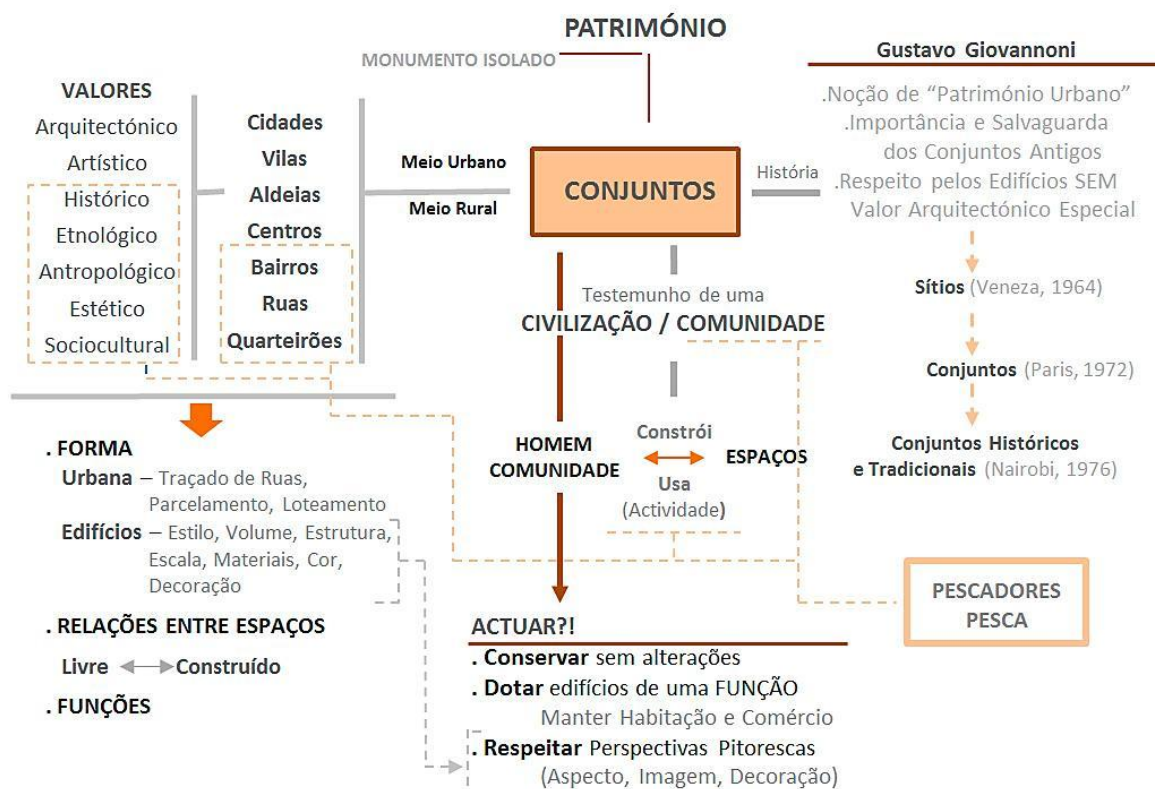 PATRIMÓNIO
MONUMENTO ISOLADO
VALORES
Arquitectónico
Artístico
Histórico
Etnológico
Antropológico
Estético
Sociocultural
Cidades
Vilas
Aldeias
Centros
Bairros
Ruas
Quarteirões
Meio Urbano
Meio Rural
CONJUNTOS
História
Gustavo Giovannoni
.Noção de “Património Urbano”
.Importância e Salvaguarda
dos Conjuntos Antigos
.Respeito pelos Edifícios SEM
Valor Arquitectónico Especial
Sítios (Veneza, 1964)
Conjuntos (Paris, 1972)
Conjuntos Históricos
e Tradicionais (Nairobi, 1976)
Testemunho de uma
CIVILIZAÇÃO / COMUNIDADE
HOMEM
COMUNIDADE
Constrói
ESPAÇOS
Usa
(Actividade)
. FORMA
Urbana – Traçado de Ruas,
Parcelamento, Loteamento
Edifícios – Estilo, Volume, Estrutura,
Escala, Materiais, Cor,
Decoração
. RELAÇÕES ENTRE ESPAÇOS
Livre Construído
. FUNÇÕES
PESCADORES
PESCA
ACTUAR?!
. Conservar sem alterações
. Dotar edifícios de uma FUNÇÃO
Manter Habitação e Comércio
. Respeitar Perspectivas Pitorescas
(Aspecto, Imagem, Decoração)